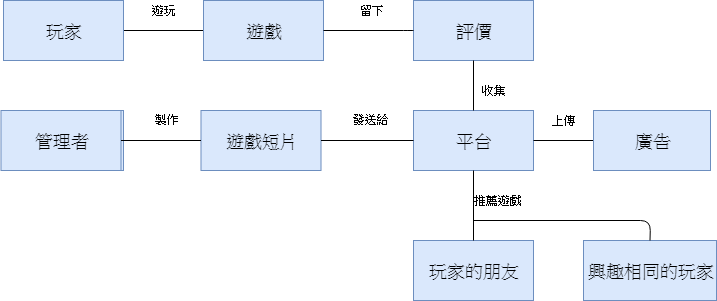 玩家
遊玩
遊戲
留下
評價
收集
管理者
製作
遊戲短片
發送給
平台
上傳
廣告
推薦遊戲
玩家的朋友
興趣相同的玩家